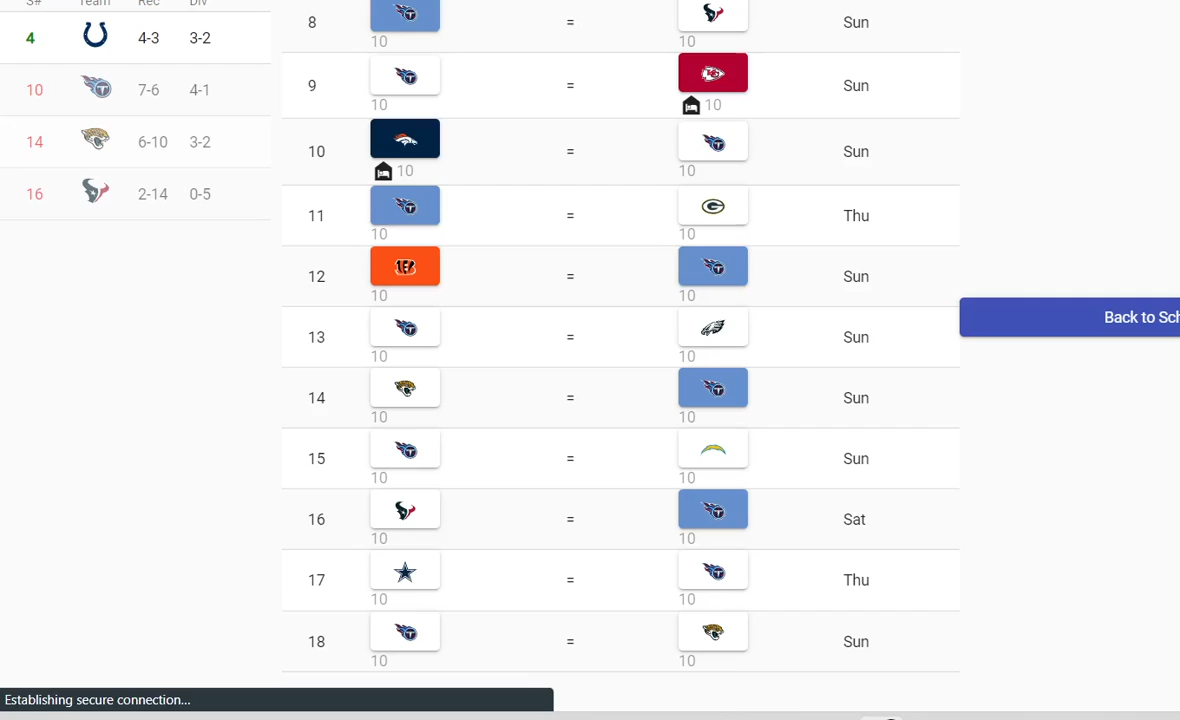 S# Team Rec Div
4 4-3 3-2
10 7-6 4-1
14 6-10 3-2
16 2-14 0-5
8 = Sun
10 10
9 = Sun
10 10
10 = Sun
10 10
11 = Thu
10 10
12 = Sun
10 10
13 = Sun
10 10
14 = Sun
10 10
15 = Sun
10 10
16 = Sat
10 10
17 = Thu
10 10
18 = Sun
10 10
Back to Sch
Establishing secure connection...